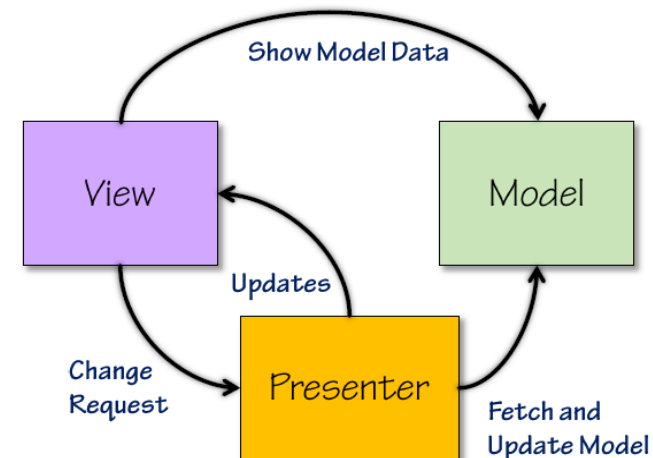 Show Model Data
View
Model
Updates
Change
Request
Presenter
Fetch and
Update Model